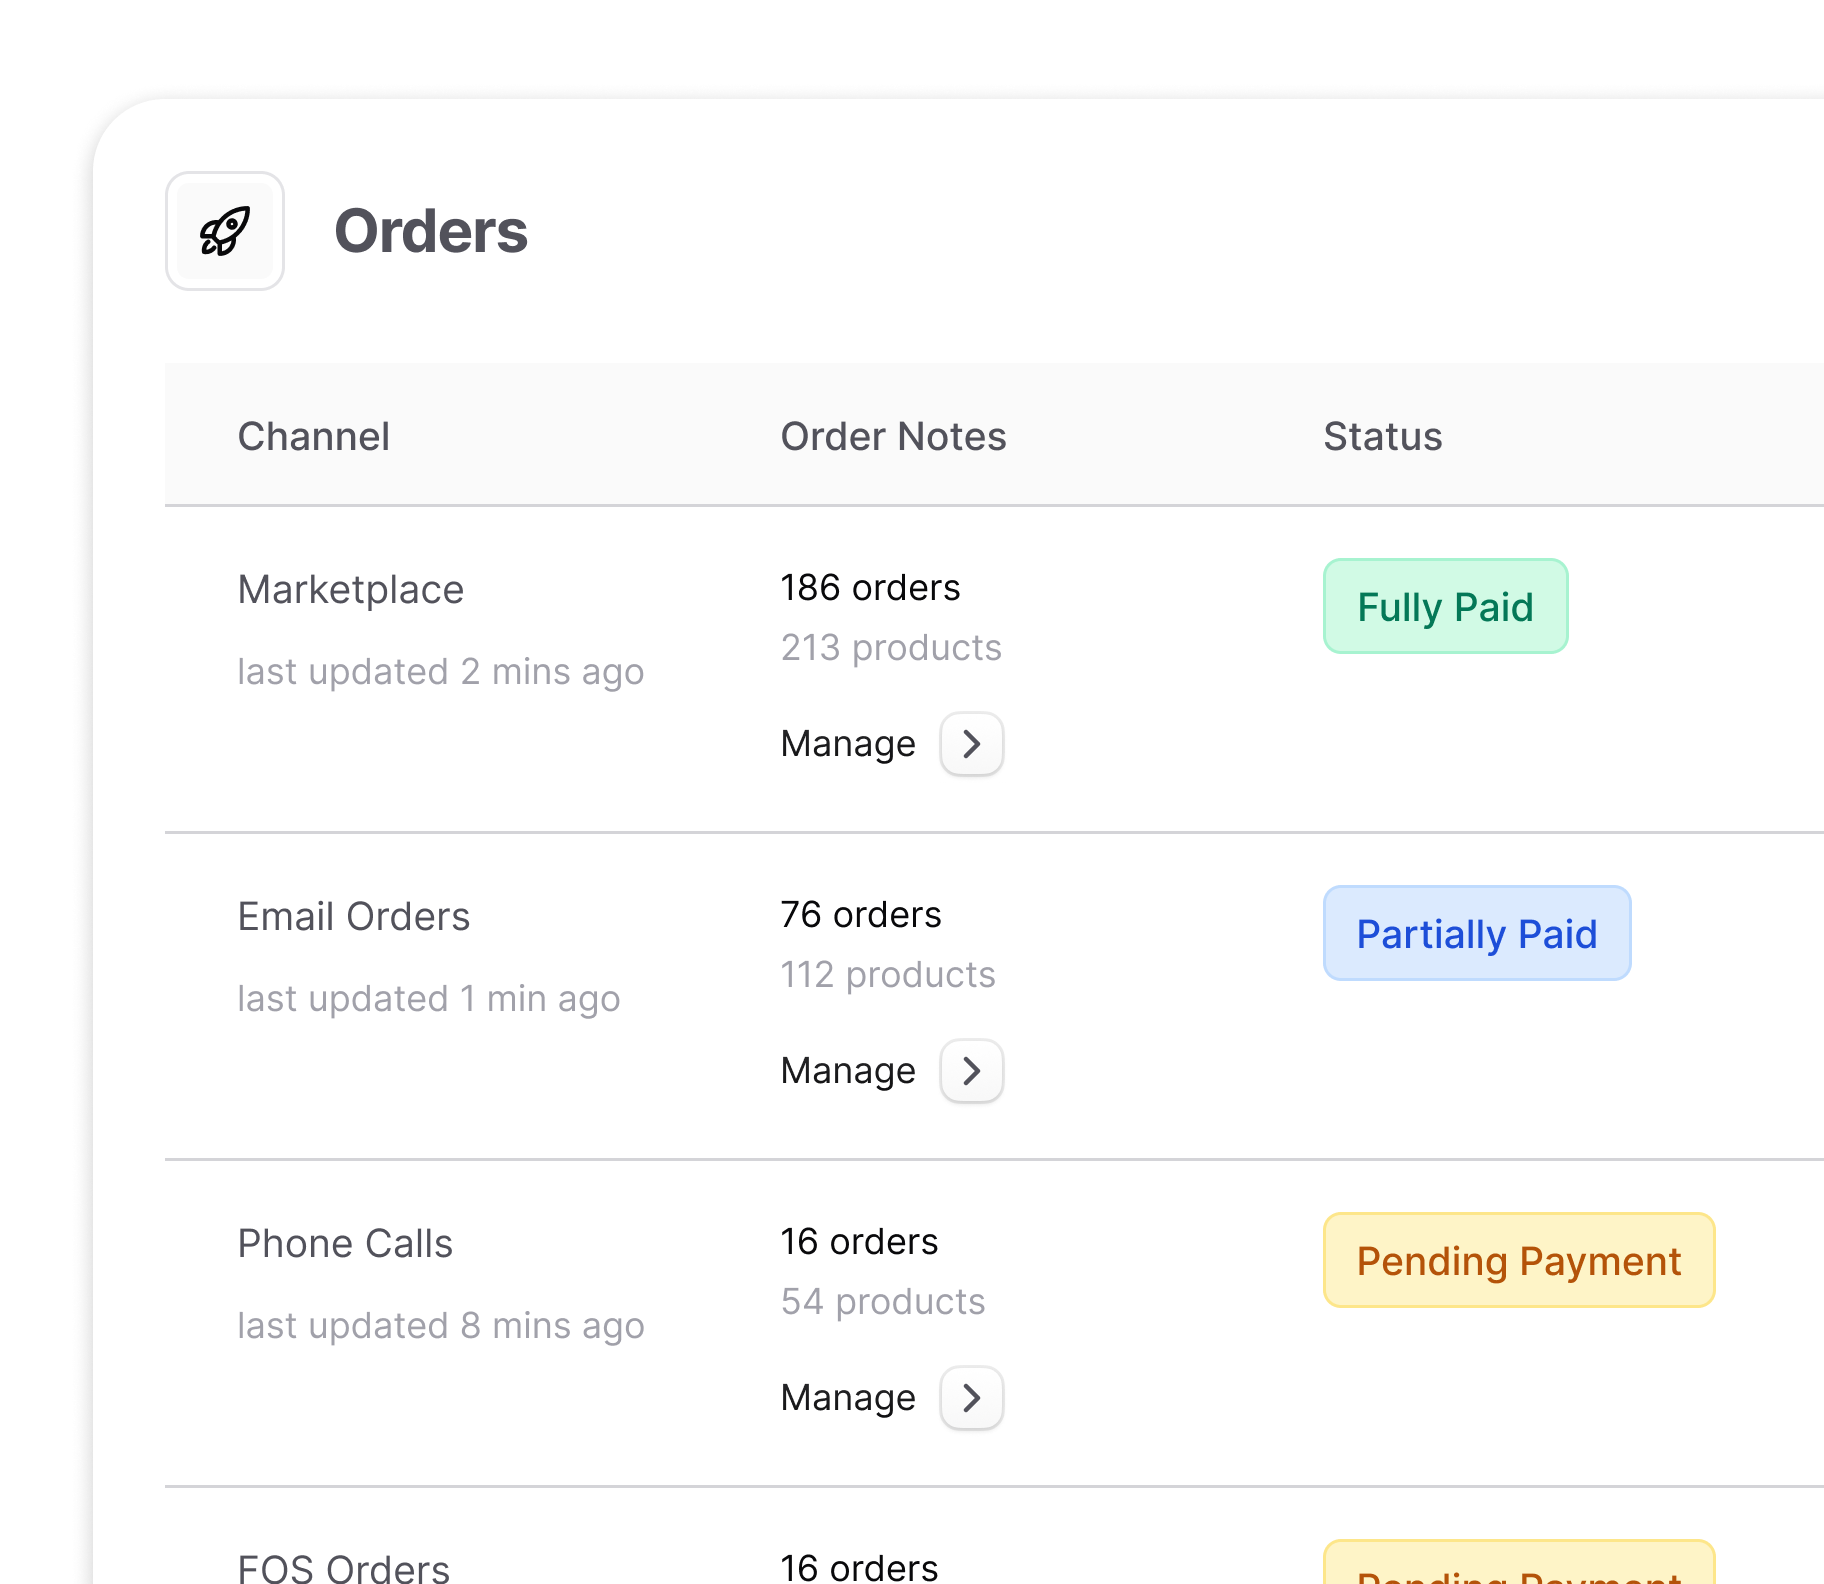 Orders
Channel Order Notes Status
Marketplace 186 orders Fully Paid
213 products
last updated 2 mins ago
Manage
Email Orders 76 orders Partially Paid
112 products
last updated 1 min ago
Manage
Phone Calls 16 orders Pending Payment
54 products
last updated 8 mins ago
Manage
FOS Orders 16 orders Pending Payment